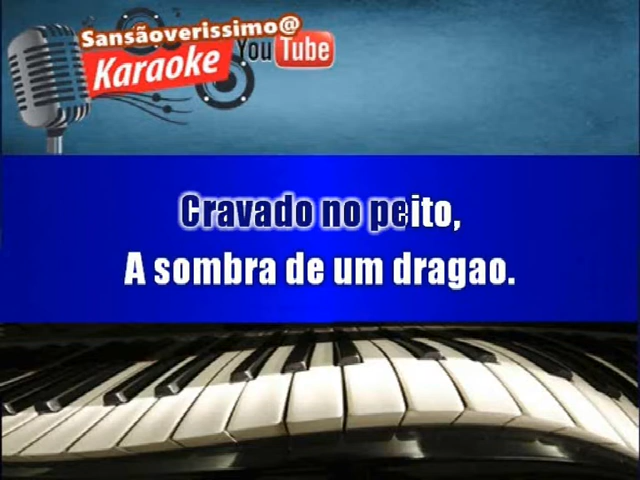 Sansãoverissimo@
Karaoke
YouTube
Cravado no peito,
A sombra de um dragao.